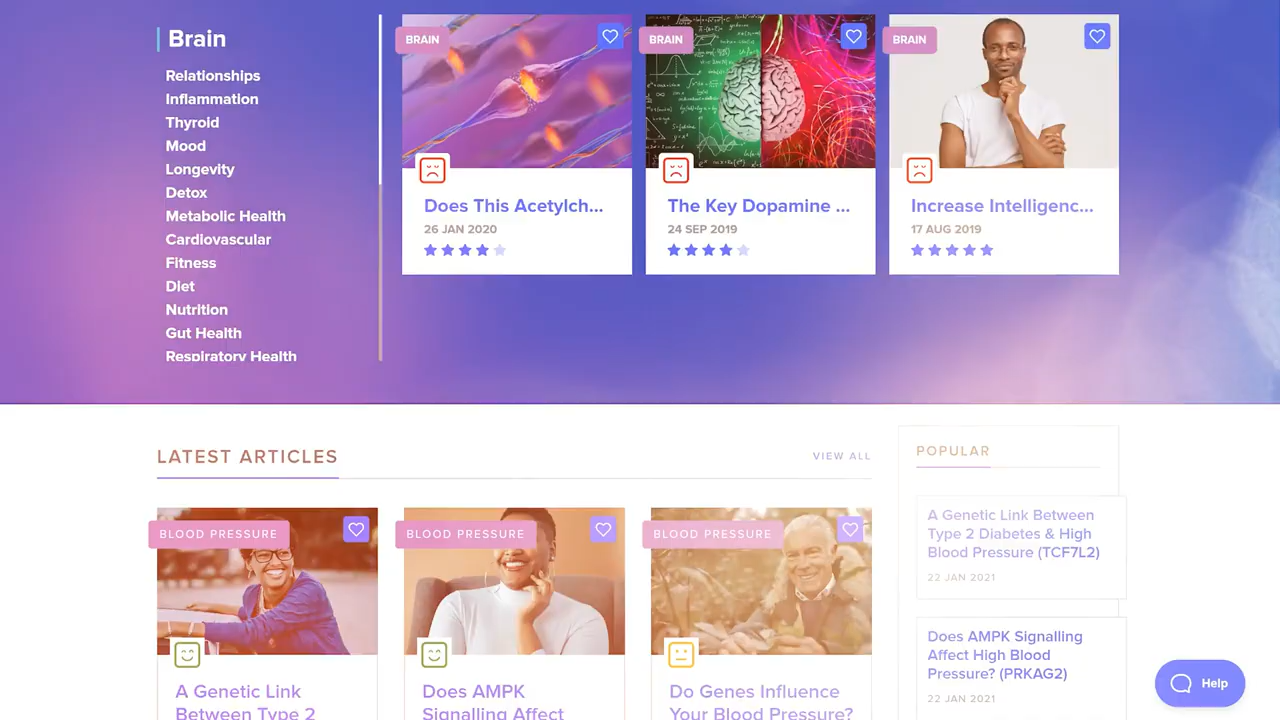 Brain
Relationships
Inflammation
Thyroid
Mood
Longevity
Detox
Metabolic Health
Cardiovascular
Fitness
Diet
Nutrition
Gut Health
Respiratory Health
BRAIN
Does This Acetylch...
26 JAN 2020
BRAIN
The Key Dopamine ...
24 SEP 2019
BRAIN
Increase Intelligenc...
17 AUG 2019
LATEST ARTICLES
VIEW ALL
BLOOD PRESSURE
A Genetic Link
Between Type 2
BLOOD PRESSURE
Does AMPK
Signalling Affect
BLOOD PRESSURE
Do Genes Influence
Your Blood Pressure?
POPULAR
A Genetic Link Between
Type 2 Diabetes & High
Blood Pressure (TCF7L2)
22 JAN 2021
Does AMPK Signalling
Affect High Blood
Pressure? (PRKAG2)
22 JAN 2021
Help